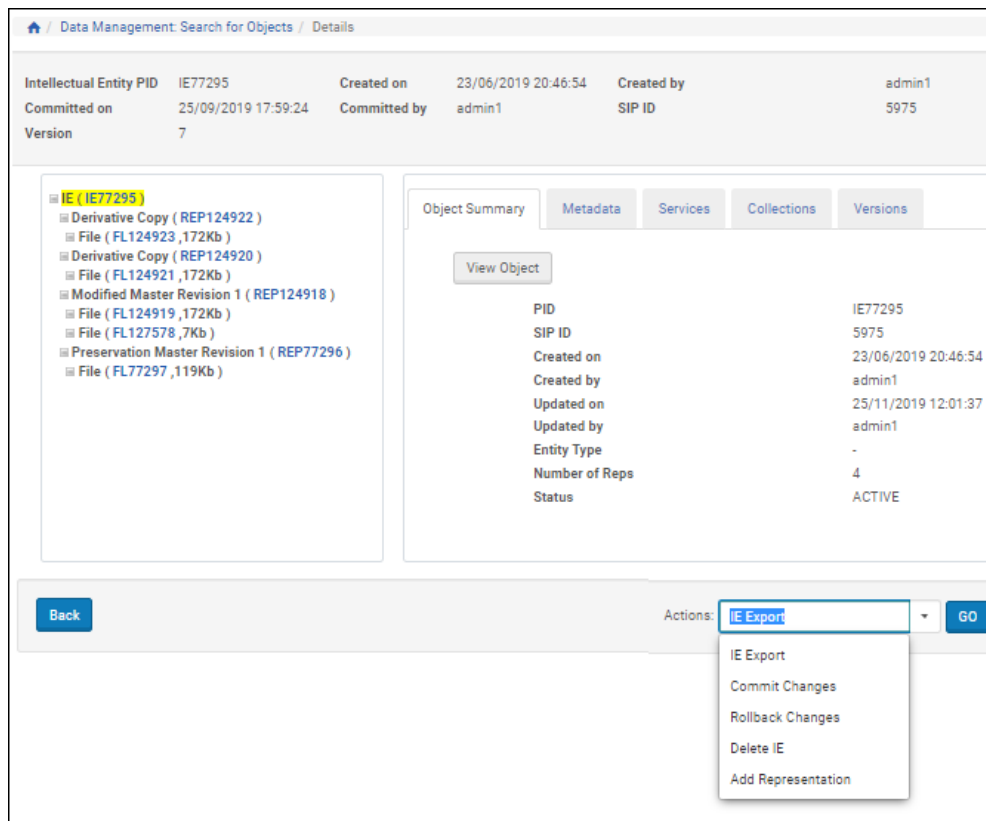 / Data Management: Search for Objects / Details
Intellectual Entity PID IE77295 Created on 23/06/2019 20:46:54 Created by admin1
Committed on 25/09/2019 17:59:24 Committed by admin1 SIP ID 5975
Version 7
IE ( IE77295 )
Derivative Copy ( REP124922 )
File ( FL124923 ,172Kb )
Derivative Copy ( REP124920 )
File ( FL124921 ,172Kb )
Modified Master Revision 1 ( REP124918 )
File ( FL124919 ,172Kb )
File ( FL127578 ,7Kb )
Preservation Master Revision 1 ( REP77296 )
File ( FL77297 ,119Kb )
Object Summary Metadata Services Collections Versions
View Object
PID IE77295
SIP ID 5975
Created on 23/06/2019 20:46:54
Created by admin1
Updated on 25/11/2019 12:01:37
Updated by admin1
Entity Type -
Number of Reps 4
Status ACTIVE
Back Actions: IE Export GO
IE Export
Commit Changes
Rollback Changes
Delete IE
Add Representation